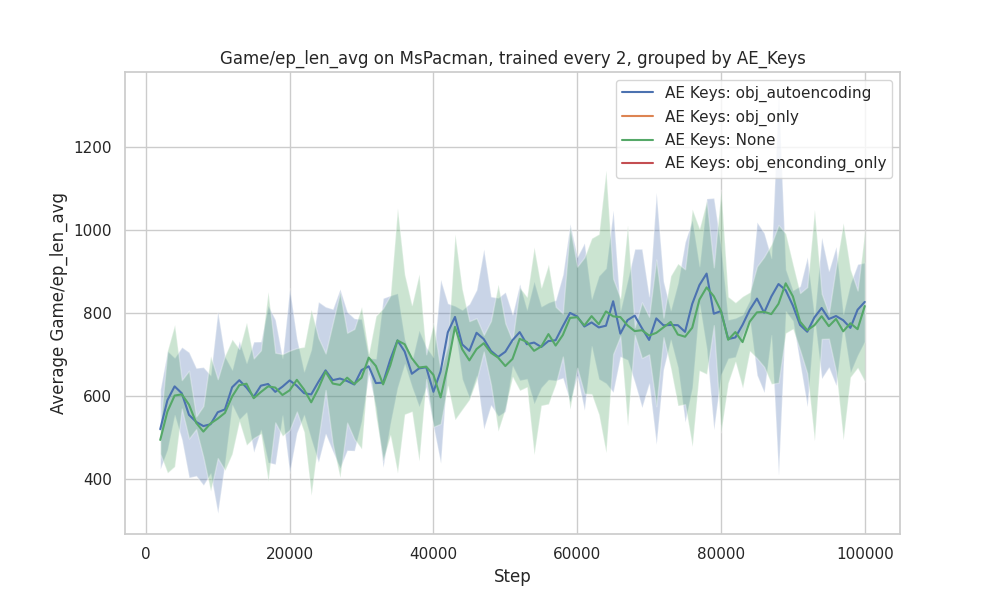 Game/ep_len_avg on MsPacman, trained every 2, grouped by AE_Keys
AE Keys: obj_autoencoding
AE Keys: obj_only
AE Keys: None
AE Keys: obj_enconding_only
Average Game/ep_len_avg
1200
1000
800
600
400
0 20000 40000 60000 80000 100000
Step